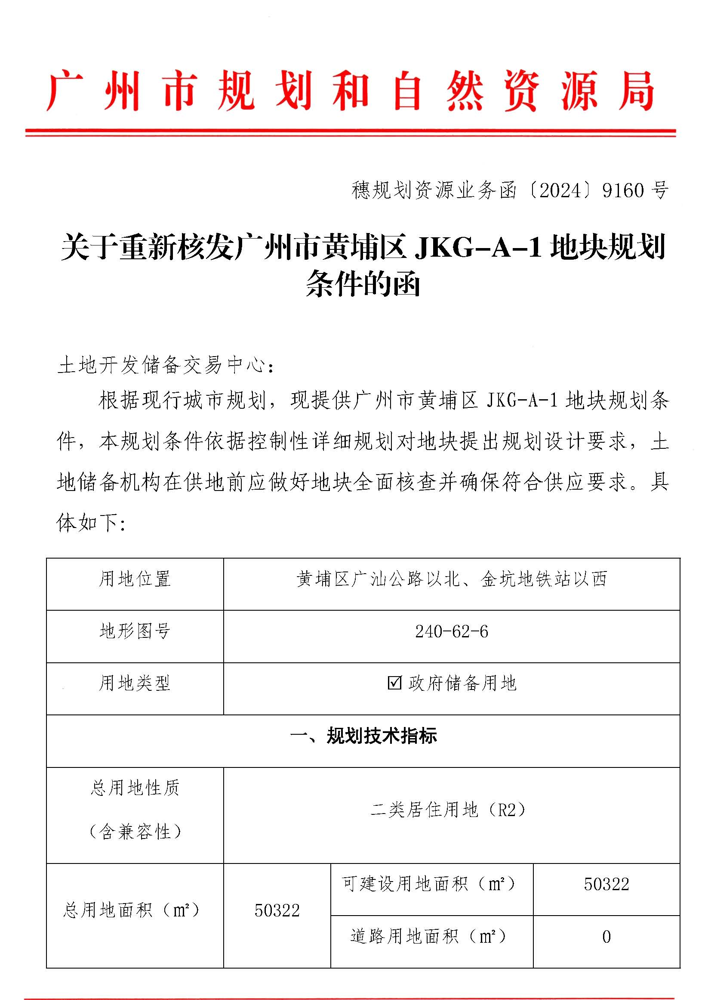 广州市规划和自然资源局
穗规划资源业务函〔2024〕9160 号
关于重新核发广州市黄埔区 JKG-A-1 地块规划
条件的函
土地开发储备交易中心：
根据现行城市规划，现提供广州市黄埔区 JKG-A-1 地块规划条
件，本规划条件依据控制性详细规划对地块提出规划设计要求，土
地储备机构在供地前应做好地块全面核查并确保符合供应要求。具
体如下：
用地位置
黄埔区广汕公路以北、金坑地铁站以西
地形图号
240-62-6
用地类型
☑ 政府储备用地
一、规划技术指标
总用地性质
（含兼容性）
二类居住用地（R2）
总用地面积（㎡）
50322
可建设用地面积（㎡）
50322
道路用地面积（㎡）
0